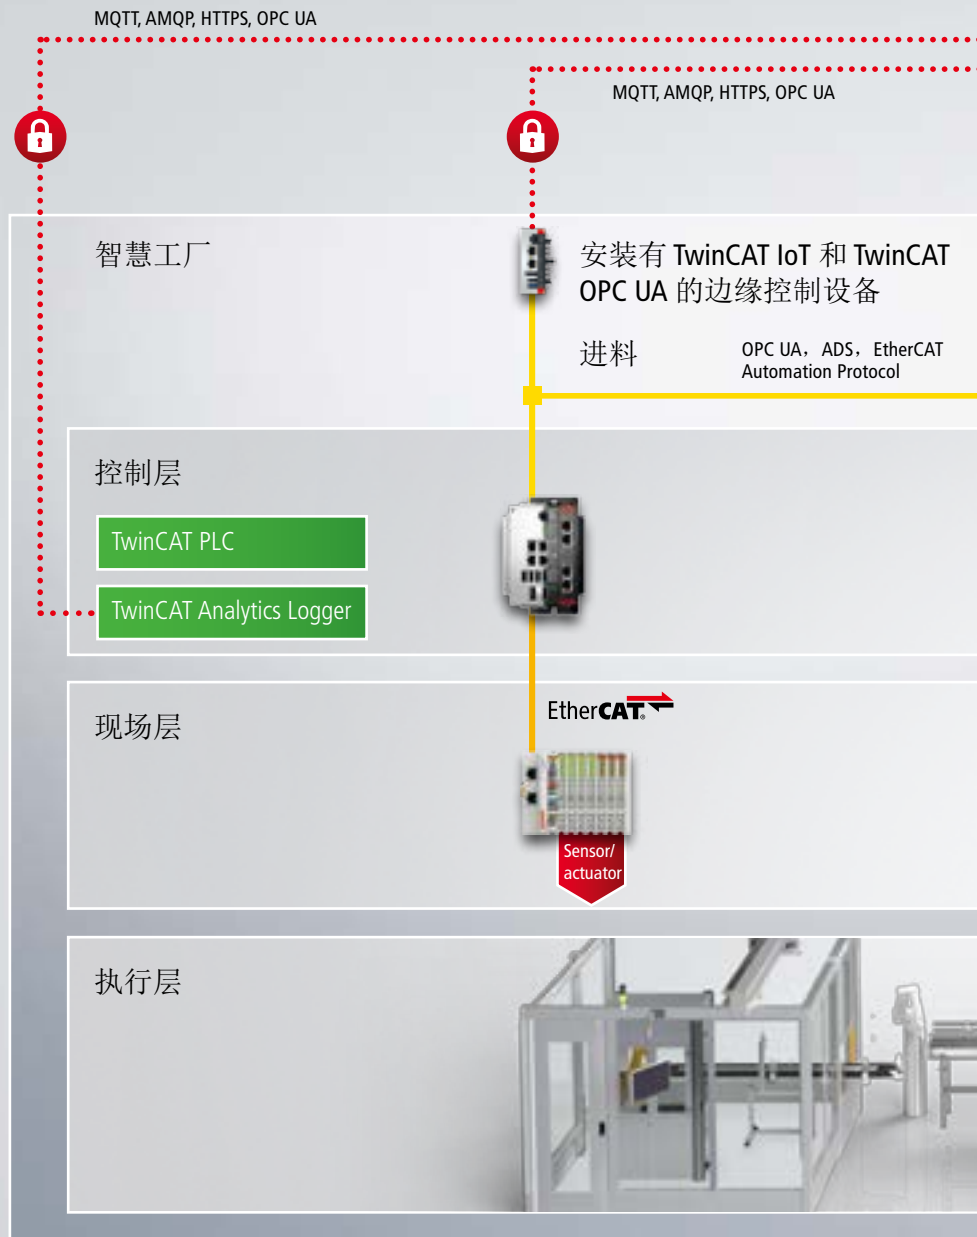 MQTT, AMQP, HTTPS, OPC UA
MQTT, AMQP, HTTPS, OPC UA
智慧工厂
安装有 TwinCAT IoT 和 TwinCAT
OPC UA 的边缘控制设备
进料
OPC UA，ADS，EtherCAT
Automation Protocol
控制层
TwinCAT PLC
TwinCAT Analytics Logger
现场层
EtherCAT®
Sensor/
actuator
执行层